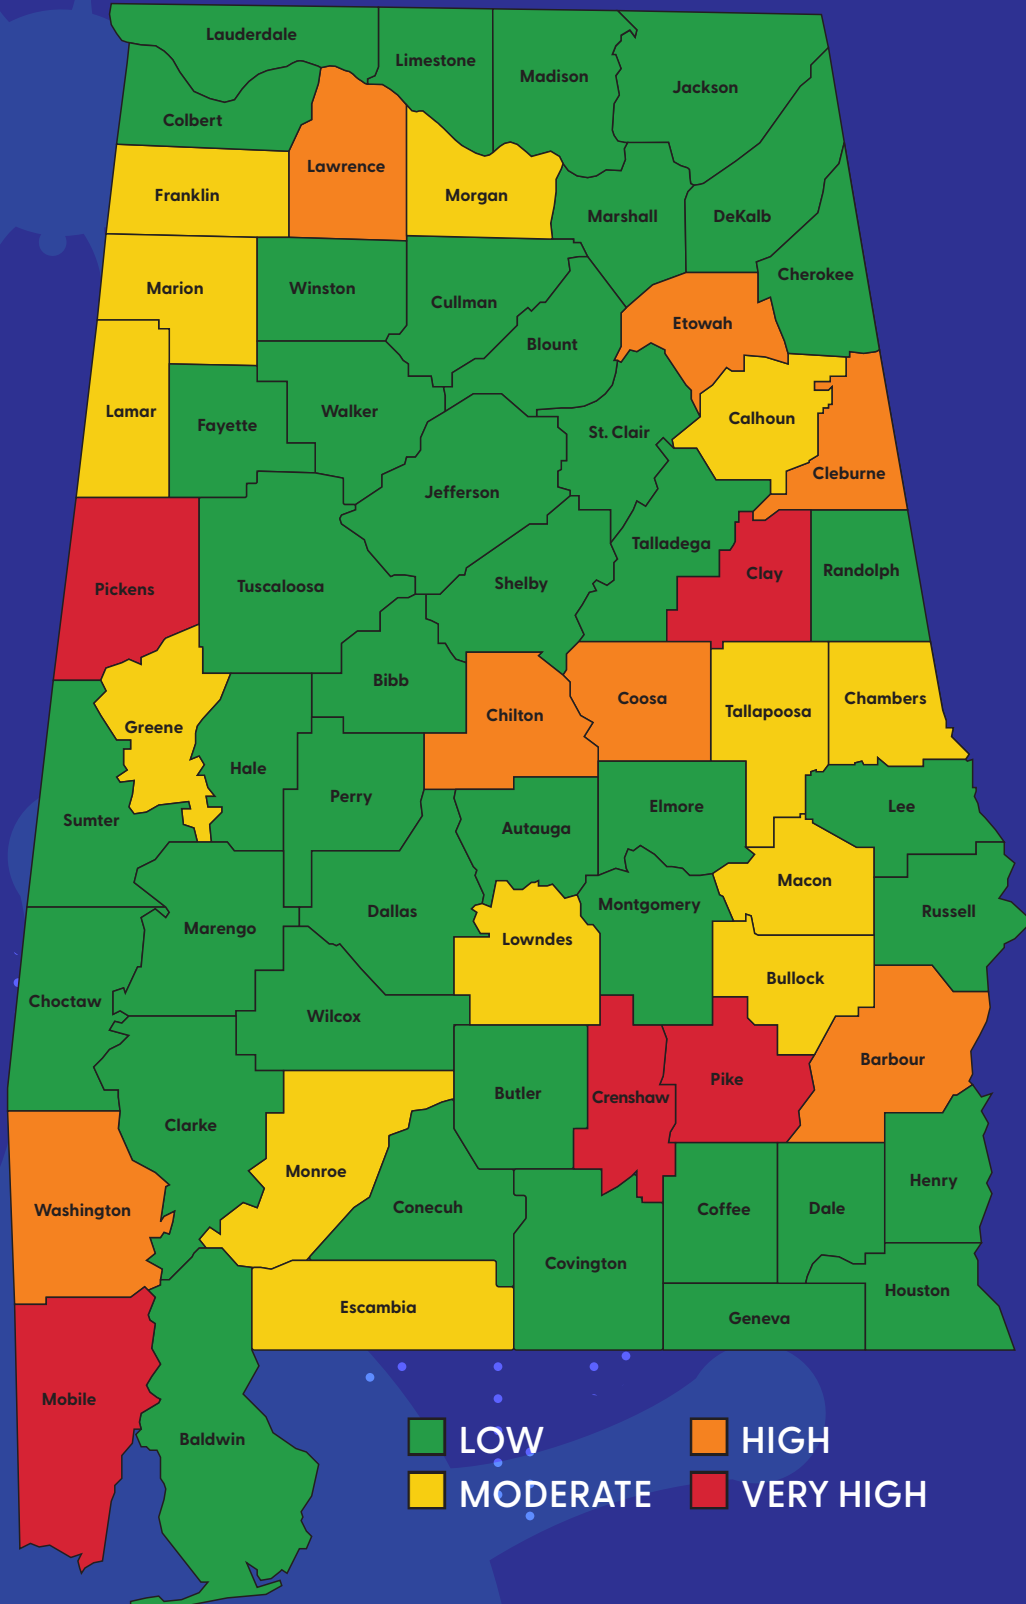 Lauderdale
Limestone
Madison
Jackson
Colbert
Lawrence
Franklin
Morgan
Marshall
DeKalb
Cherokee
Marion
Winston
Cullman
Etowah
Blount
Lamar
Fayette
Walker
St. Clair
Calhoun
Cleburne
Jefferson
Talladega
Pickens
Tuscaloosa
Shelby
Clay
Randolph
Bibb
Chilton
Coosa
Tallapoosa
Chambers
Greene
Hale
Perry
Sumter
Autauga
Elmore
Lee
Macon
Marengo
Dallas
Montgomery
Russell
Lowndes
Choctaw
Wilcox
Bullock
Barbour
Butler
Crenshaw
Pike
Clarke
Monroe
Washington
Conecuh
Coffee
Dale
Henry
Covington
Houston
Escambia
Geneva
Mobile
Baldwin
LOW
HIGH
MODERATE
VERY HIGH